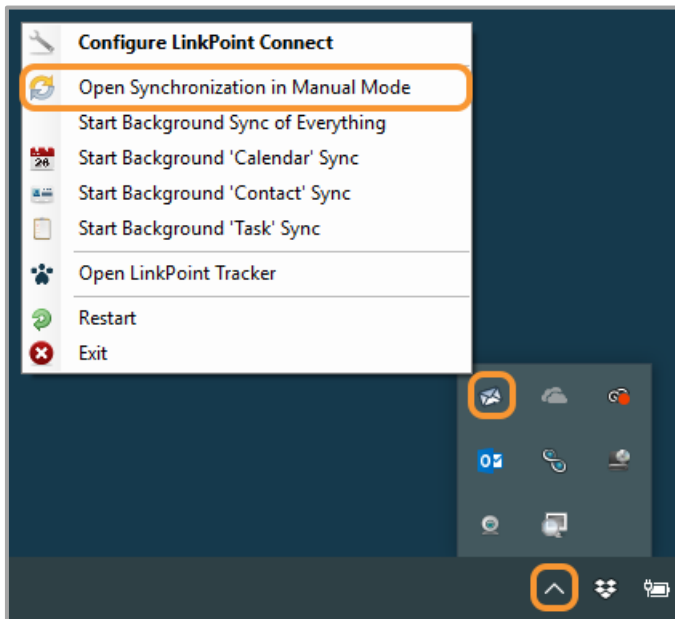 Configure LinkPoint Connect
Open Synchronization in Manual Mode
Start Background Sync of Everything
26
Start Background 'Calendar' Sync
Start Background 'Contact' Sync
Start Background 'Task' Sync
Open LinkPoint Tracker
Restart
Exit